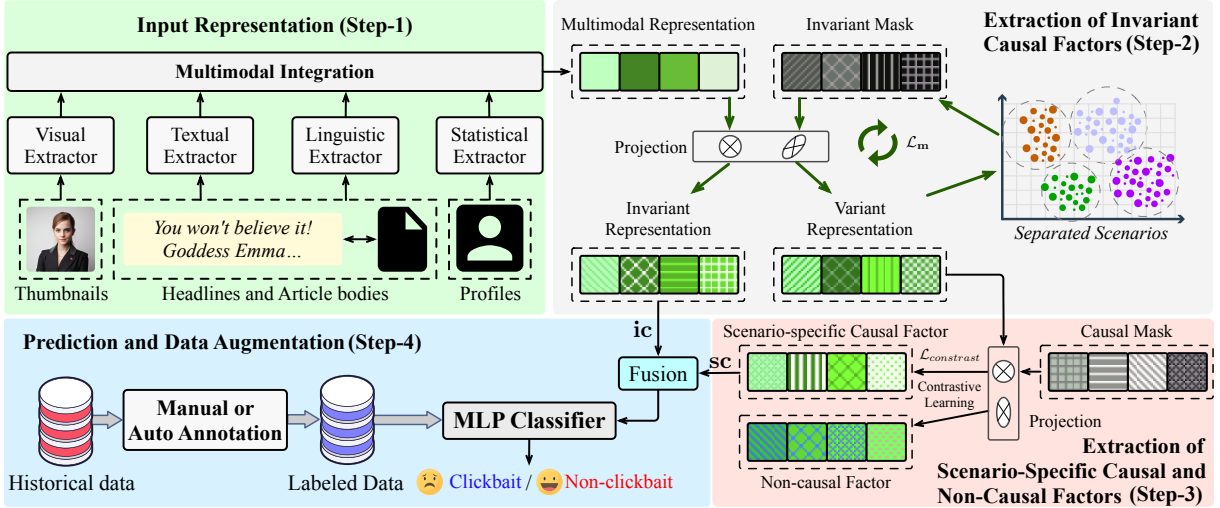 Input Representation (Step-1)
Multimodal Integration
Visual
Extractor
Textual
Extractor
Linguistic
Extractor
Statistical
Extractor
You won't believe it!
Goddess Emma...
Thumbnails
Headlines and Article bodies
Profiles
Extraction of Invariant
Causal Factors (Step-2)
Multimodal Representation
Invariant Mask
Projection
ℒm
Invariant
Representation
Variant
Representation
Separated Scenarios
Prediction and Data Augmentation (Step-4)
ic
sc
Fusion
Manual or
Auto Annotation
MLP Classifier
Historical data
Labeled Data
Clickbait / Non-clickbait
Scenario-specific Causal Factor
Causal Mask
ℒconstrast
Contrastive
Learning
Projection
Non-causal Factor
Extraction of
Scenario-Specific Causal and
Non-Causal Factors (Step-3)